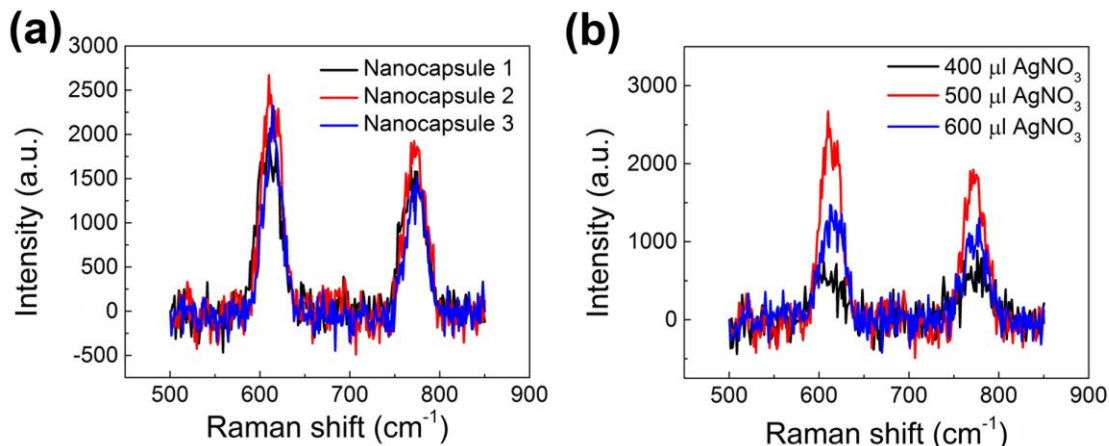 (a)
3000
2500
2000
1500
1000
500
0
-500
Intensity (a.u.)
Nanocapsule 1
Nanocapsule 2
Nanocapsule 3
500 600 700 800 900
Raman shift (cm⁻¹)
(b)
3000
2000
1000
0
Intensity (a.u.)
400 μl AgNO₃
500 μl AgNO₃
600 μl AgNO₃
500 600 700 800 900
Raman shift (cm⁻¹)